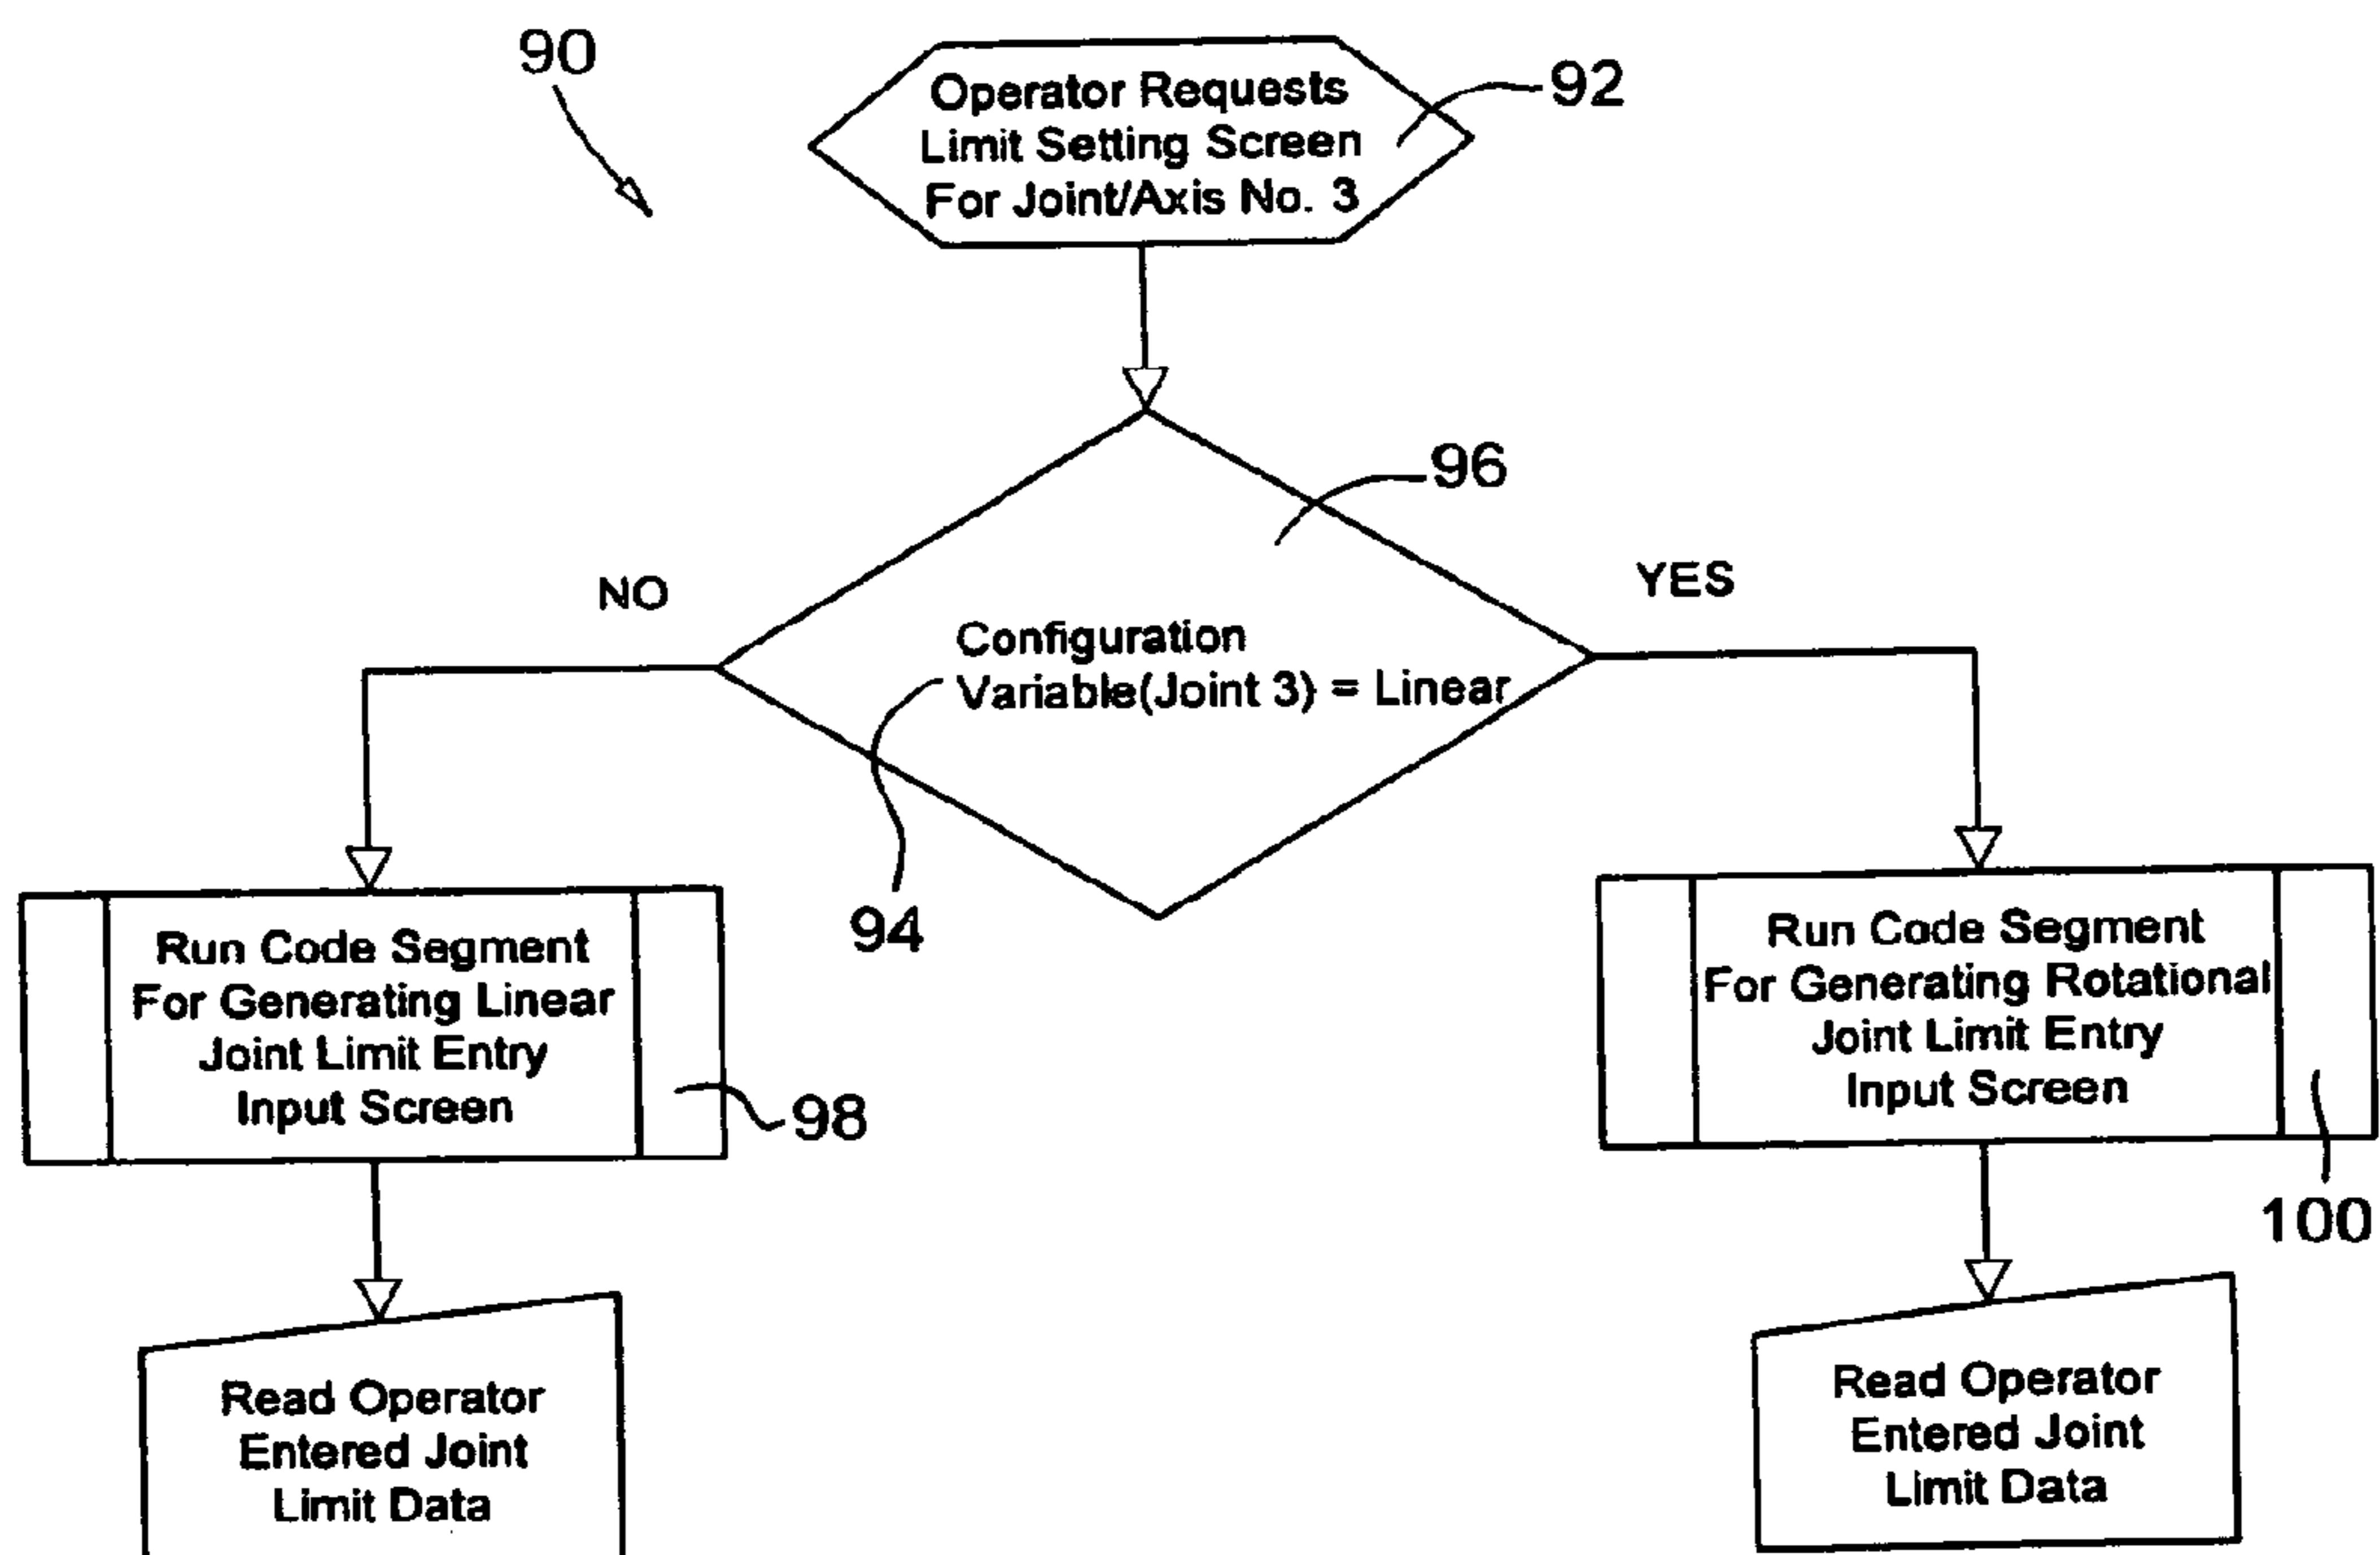 90
Operator Requests
Limit Setting Screen
For Joint/Axis No. 3
92
96
NO
YES
Configuration
Variable(Joint 3) = Linear
94
Run Code Segment
For Generating Linear
Joint Limit Entry
Input Screen
98
Run Code Segment
For Generating Rotational
Joint Limit Entry
Input Screen
100
Read Operator
Entered Joint
Limit Data
Read Operator
Entered Joint
Limit Data